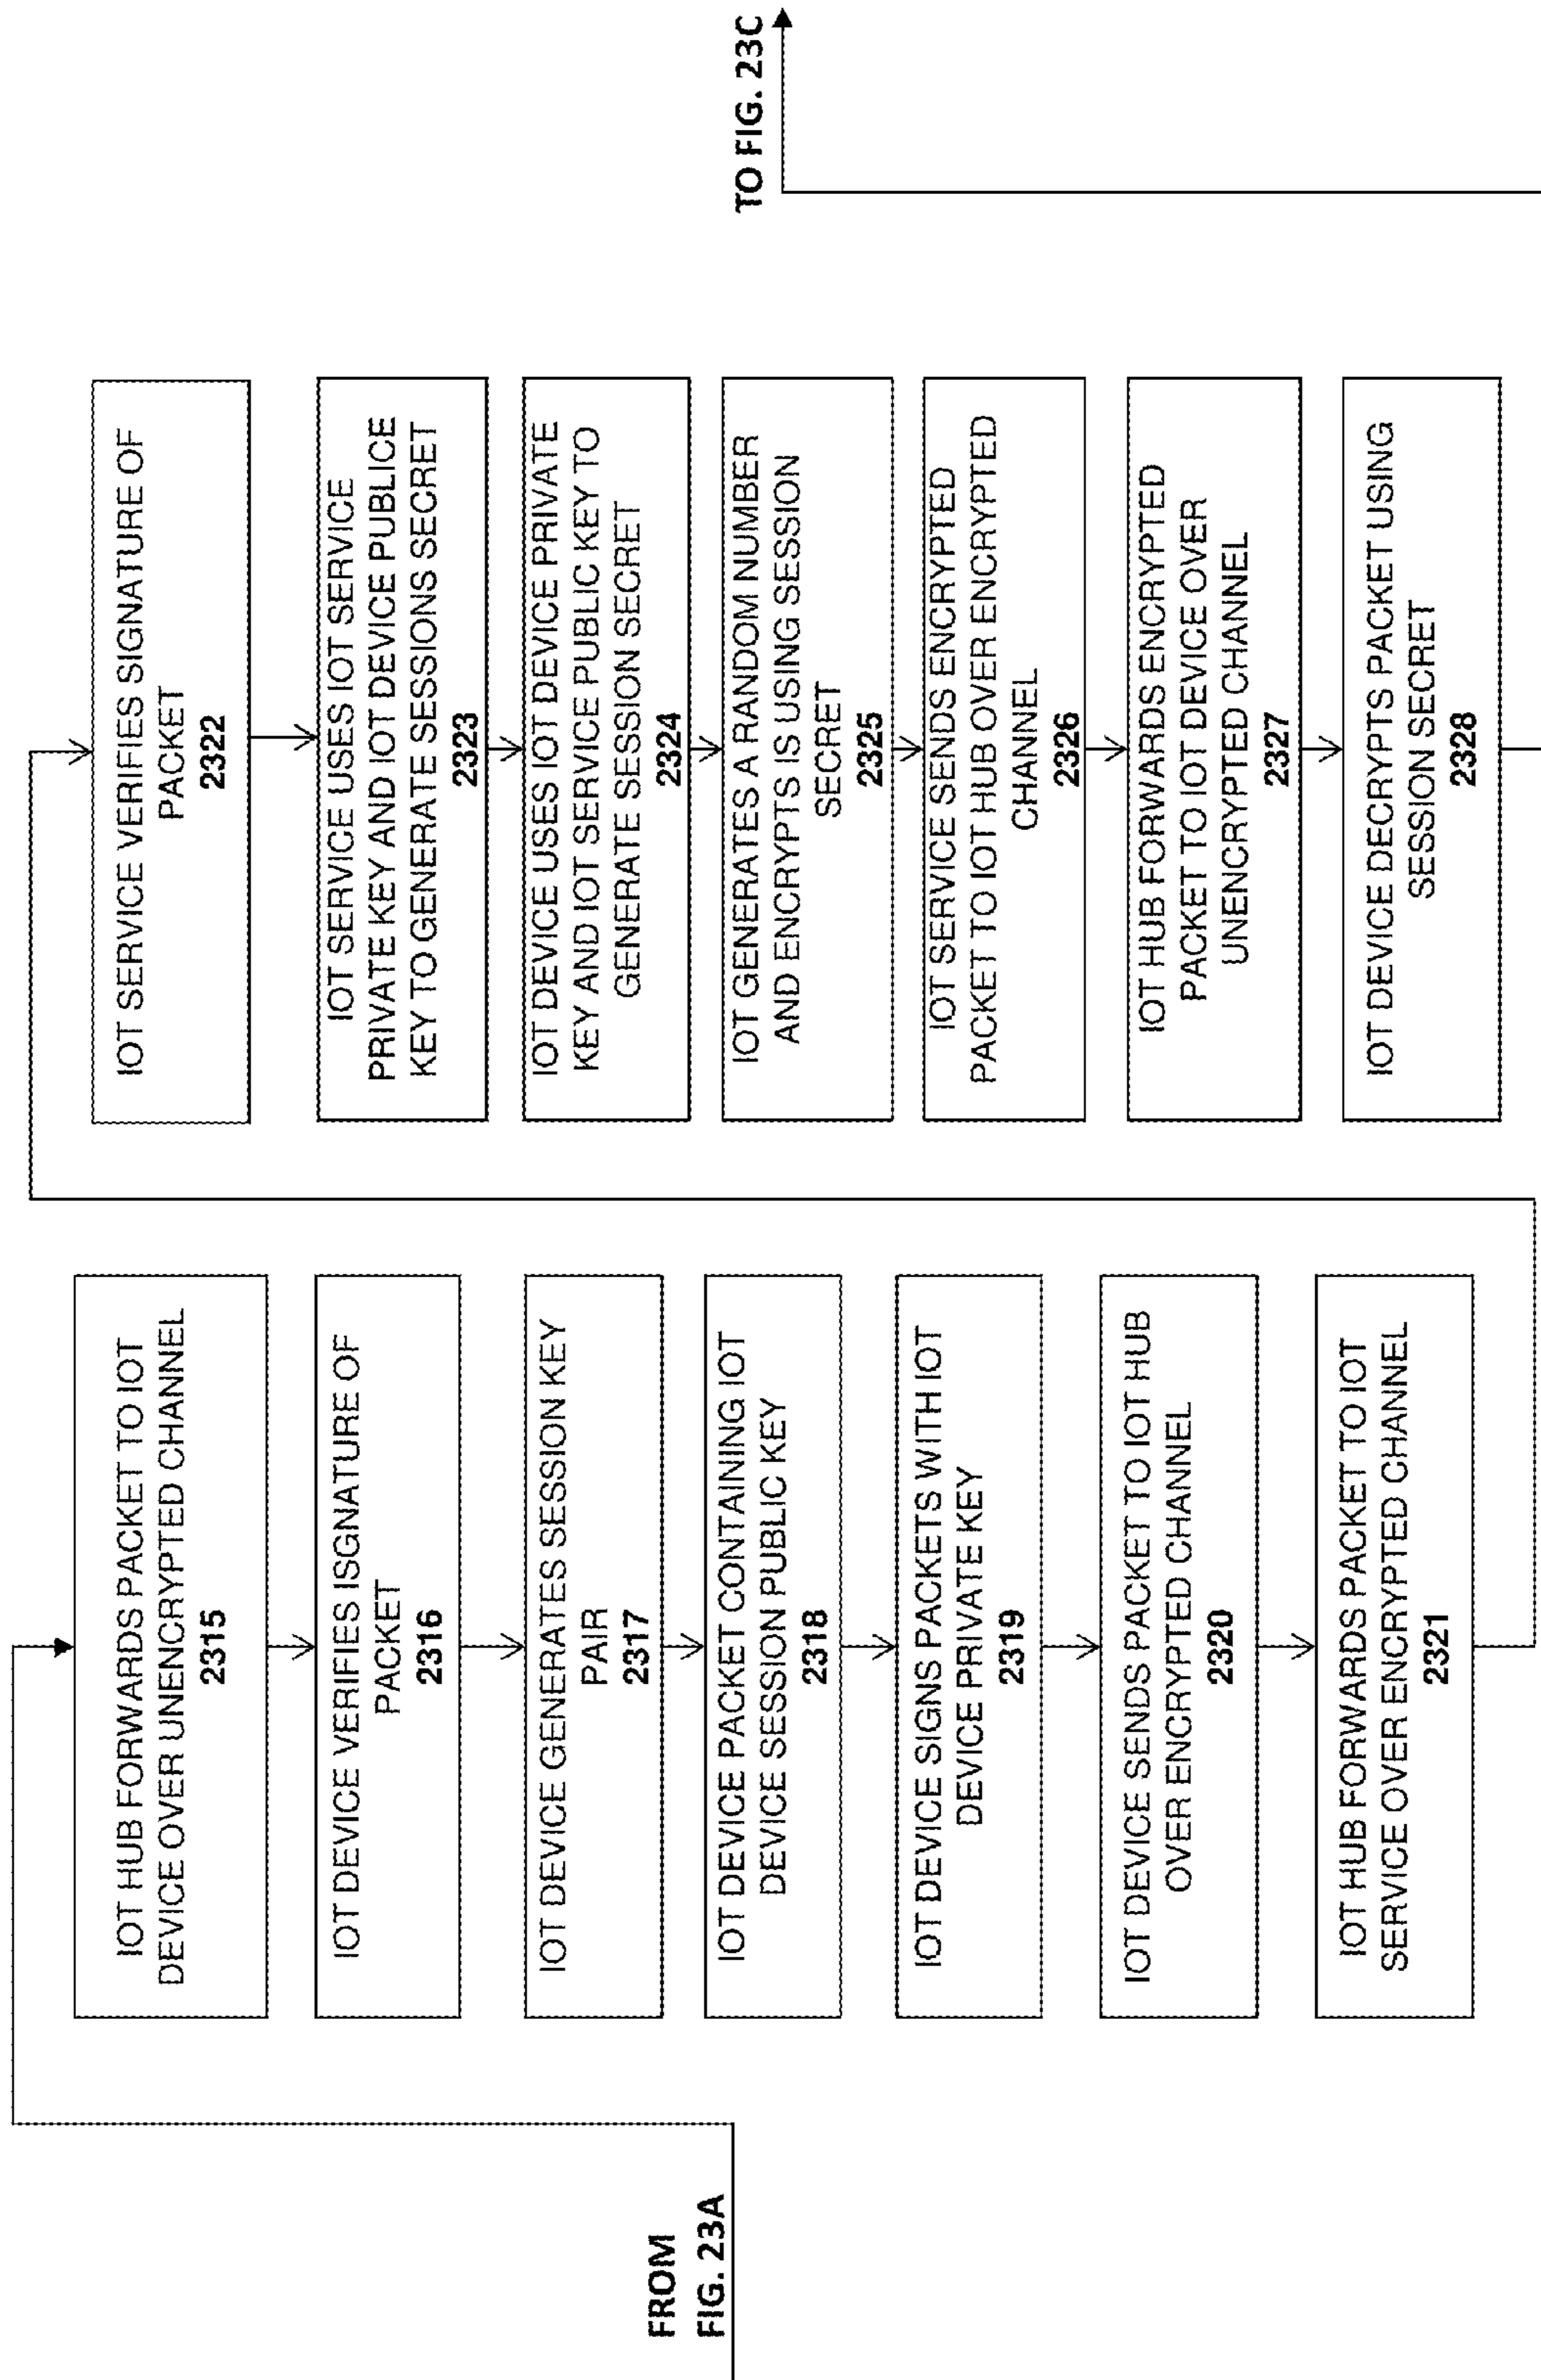 FROM
FIG. 23A
IOT HUB FORWARDS PACKET TO IOT
DEVICE OVER UNENCRYPTED CHANNEL
2315
IOT DEVICE VERIFIES ISGNATURE OF
PACKET
2316
IOT DEVICE GENERATES SESSION KEY
PAIR
2317
IOT DEVICE PACKET CONTAINING IOT
DEVICE SESSION PUBLIC KEY
2318
IOT DEVICE SIGNS PACKETS WITH IOT
DEVICE PRIVATE KEY
2319
IOT DEVICE SENDS PACKET TO IOT HUB
OVER ENCRYPTED CHANNEL
2320
IOT HUB FORWARDS PACKET TO IOT
SERVICE OVER ENCRYPTED CHANNEL
2321
IOT SERVICE VERIFIES SIGNATURE OF
PACKET
2322
IOT SERVICE USES IOT SERVICE
PRIVATE KEY AND IOT DEVICE PUBLICE
KEY TO GENERATE SESSIONS SECRET
2323
IOT DEVICE USES IOT DEVICE PRIVATE
KEY AND IOT SERVICE PUBLIC KEY TO
GENERATE SESSION SECRET
2324
IOT GENERATES A RANDOM NUMBER
AND ENCRYPTS IS USING SESSION
SECRET
2325
IOT SERVICE SENDS ENCRYPTED
PACKET TO IOT HUB OVER ENCRYPTED
CHANNEL
2326
IOT HUB FORWARDS ENCRYPTED
PACKET TO IOT DEVICE OVER
UNENCRYPTED CHANNEL
2327
IOT DEVICE DECRYPTS PACKET USING
SESSION SECRET
2328
TO FIG. 23C